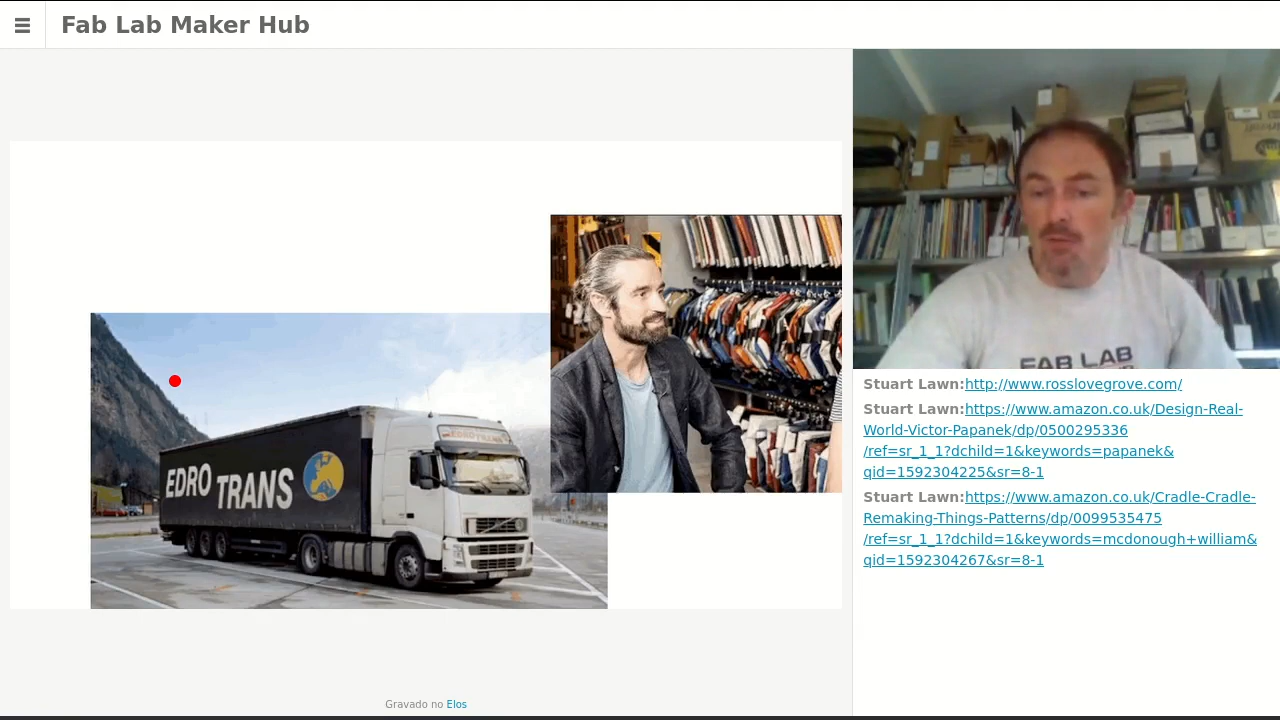 Fab Lab Maker Hub
EDRO TRANS
EDRO TRANS
FAB LAB
Stuart Lawn:http://www.rosslovegrove.com/
Stuart Lawn:https://www.amazon.co.uk/Design-Real-
World-Victor-Papanek/dp/0500295336
/ref=sr_1_1?dchild=1&keywords=papanek&
qid=1592304225&sr=8-1
Stuart Lawn:https://www.amazon.co.uk/Cradle-Cradle-
Remaking-Things-Patterns/dp/0099535475
/ref=sr_1_1?dchild=1&keywords=mcdonough+william&
qid=1592304267&sr=8-1
Gravado no Elos